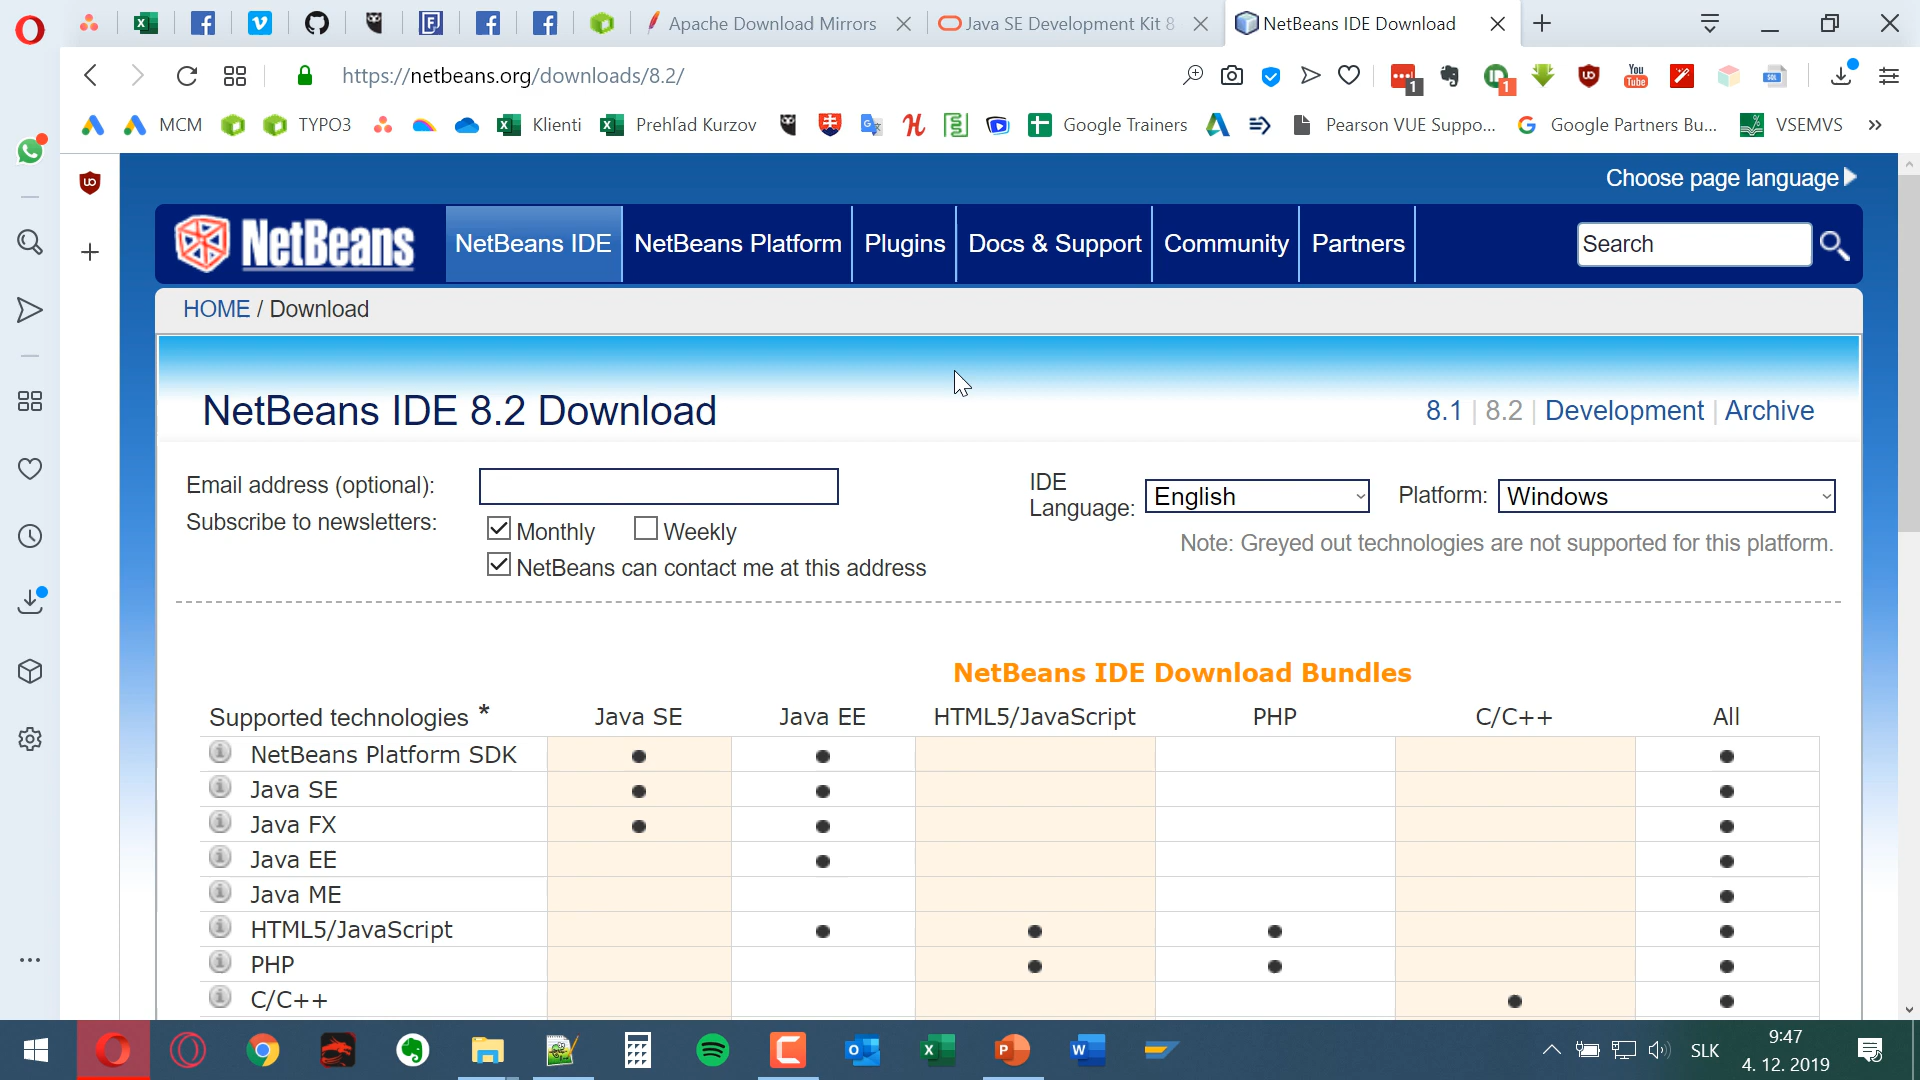 Apache Download Mirrors
Java SE Development Kit 8
NetBeans IDE Download
https://netbeans.org/downloads/8.2/
1
1
You Tube
SQL
MCM
TYPO3
Klienti
Prehľad Kurzov
Google Trainers
Pearson VUE Suppo...
Google Partners Bu...
VSEMVS
Choose page language
NetBeans
NetBeans IDE
NetBeans Platform
Plugins
Docs & Support
Community
Partners
Search
HOME / Download
NetBeans IDE 8.2 Download
8.1 | 8.2 | Development | Archive
Email address (optional):
Subscribe to newsletters:
Monthly
Weekly
NetBeans can contact me at this address
IDE
Language:
English
Platform:
Windows
Note: Greyed out technologies are not supported for this platform.
NetBeans IDE Download Bundles
Supported technologies *
Java SE
Java EE
HTML5/JavaScript
PHP
C/C++
All
NetBeans Platform SDK
Java SE
Java FX
Java EE
Java ME
HTML5/JavaScript
PHP
C/C++
SLK
9:47
4. 12. 2019